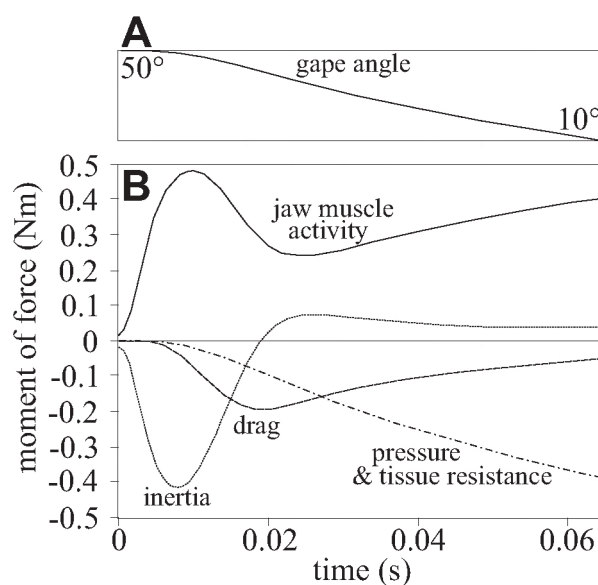 A
50°
gape angle
10°
B
0.5
0.4
0.3
0.2
0.1
0
-0.1
-0.2
-0.3
-0.4
-0.5
moment of force (Nm)
jaw muscle
activity
drag
inertia
pressure
& tissue resistance
0
0.02
0.04
0.06
time (s)